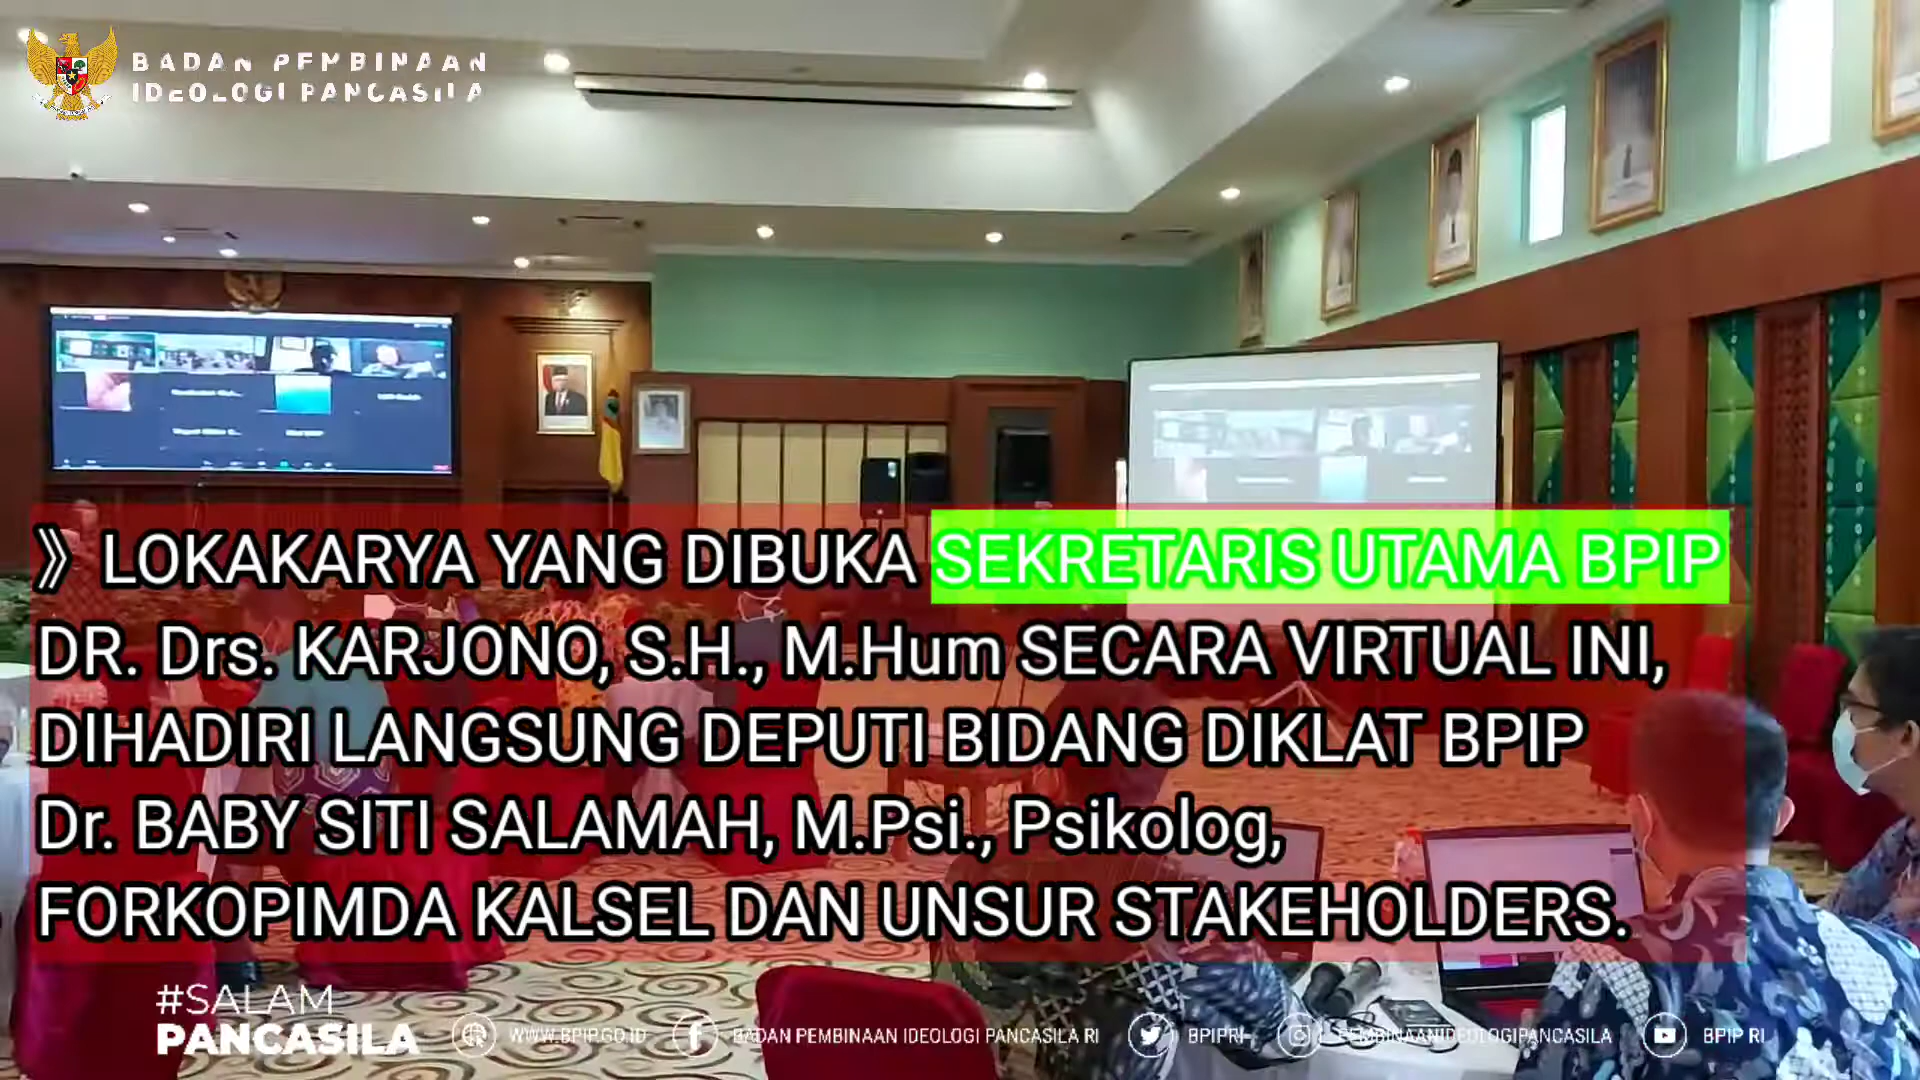 BADAN PEMBINAAN
IDEOLOGI PANCASILA
》LOKAKARYA YANG DIBUKA SEKRETARIS UTAMA BPIP
DR. Drs. KARJONO, S.H., M.Hum SECARA VIRTUAL INI,
DIHADIRI LANGSUNG DEPUTI BIDANG DIKLAT BPIP
Dr. BABY SITI SALAMAH, M.Psi., Psikolog,
FORKOPIMDA KALSEL DAN UNSUR STAKEHOLDERS.
#SALAM
PANCASILA
WWW.BPIP.GO.ID BADAN PEMBINAAN IDEOLOGI PANCASILA RI BPIPRI PEMBINAANIDEOLOGIPANCASILA BPIP RI